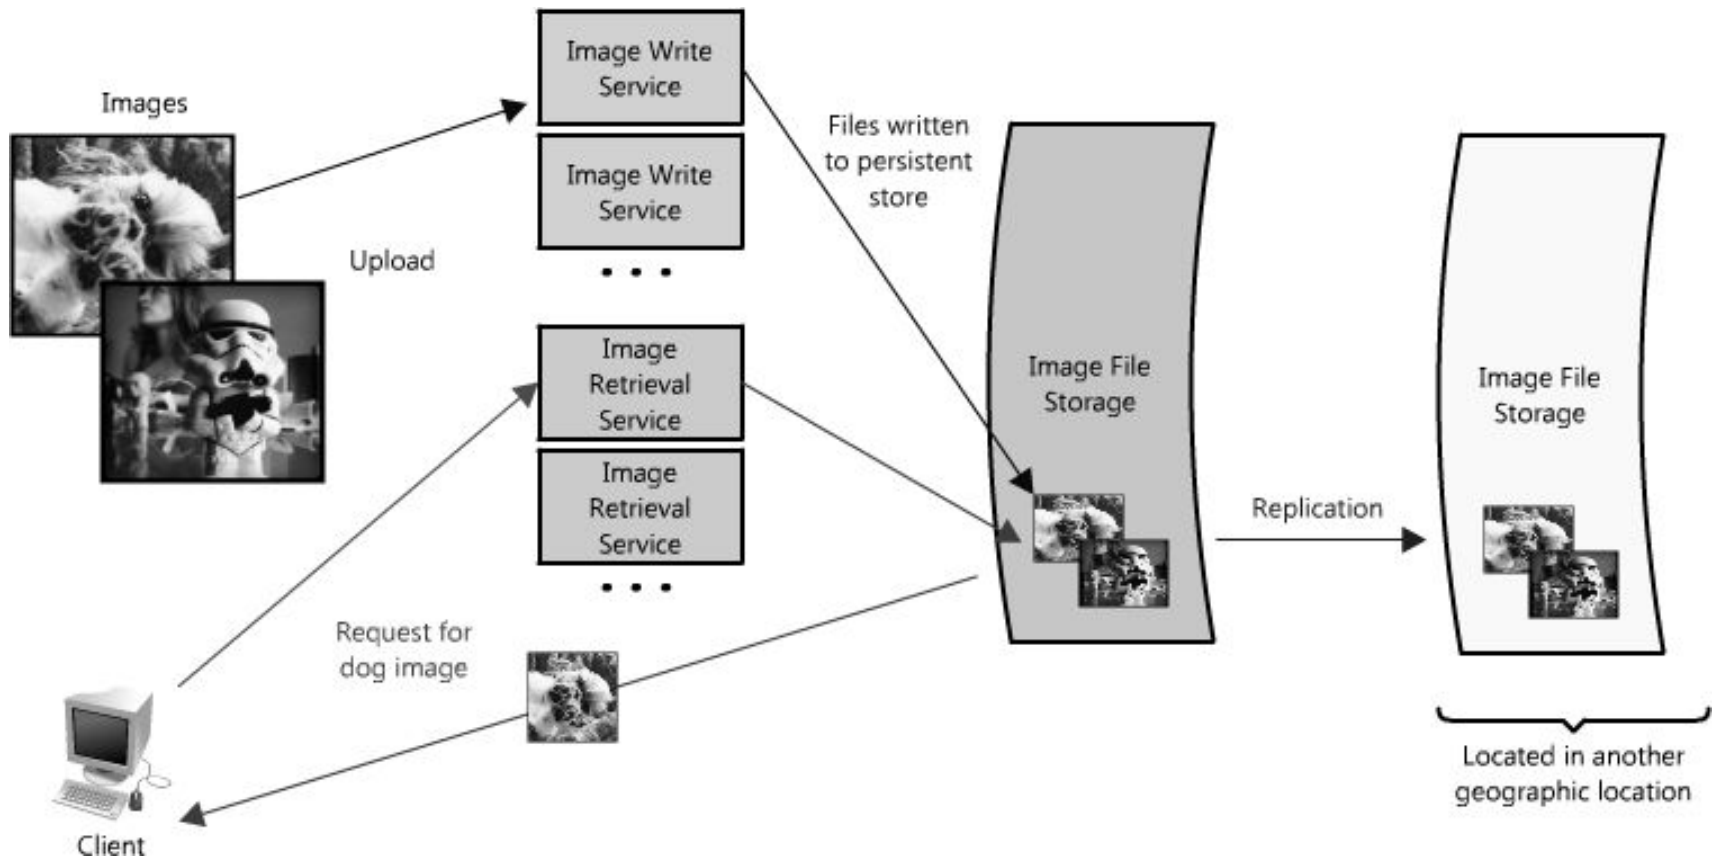 Images
Upload
Image Write
Service
Image Write
Service
Image
Retrieval
Service
Image
Retrieval
Service
Files written
to persistent
store
Image File
Storage
Replication
Image File
Storage
Request for
dog image
Client
Located in another
geographic location